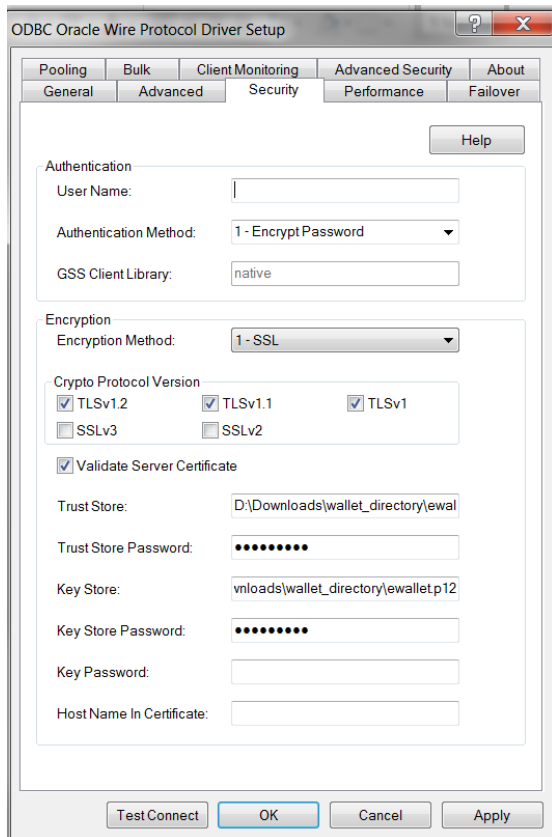 ODBC Oracle Wire Protocol Driver Setup
Pooling Bulk Client Monitoring Advanced Security About
General Advanced Security Performance Failover
Help
Authentication
User Name:
Authentication Method: 1 - Encrypt Password
GSS Client Library: native
Encryption
Encryption Method: 1 - SSL
Crypto Protocol Version
TLSv1.2 TLSv1.1 TLSv1
SSLv3 SSLv2
Validate Server Certificate
Trust Store: D:\Downloads\wallet_directory\ewal
Trust Store Password: •••••••••
Key Store: vnloads\wallet_directory\ewallet.p12
Key Store Password: •••••••••
Key Password:
Host Name In Certificate:
Test Connect OK Cancel Apply